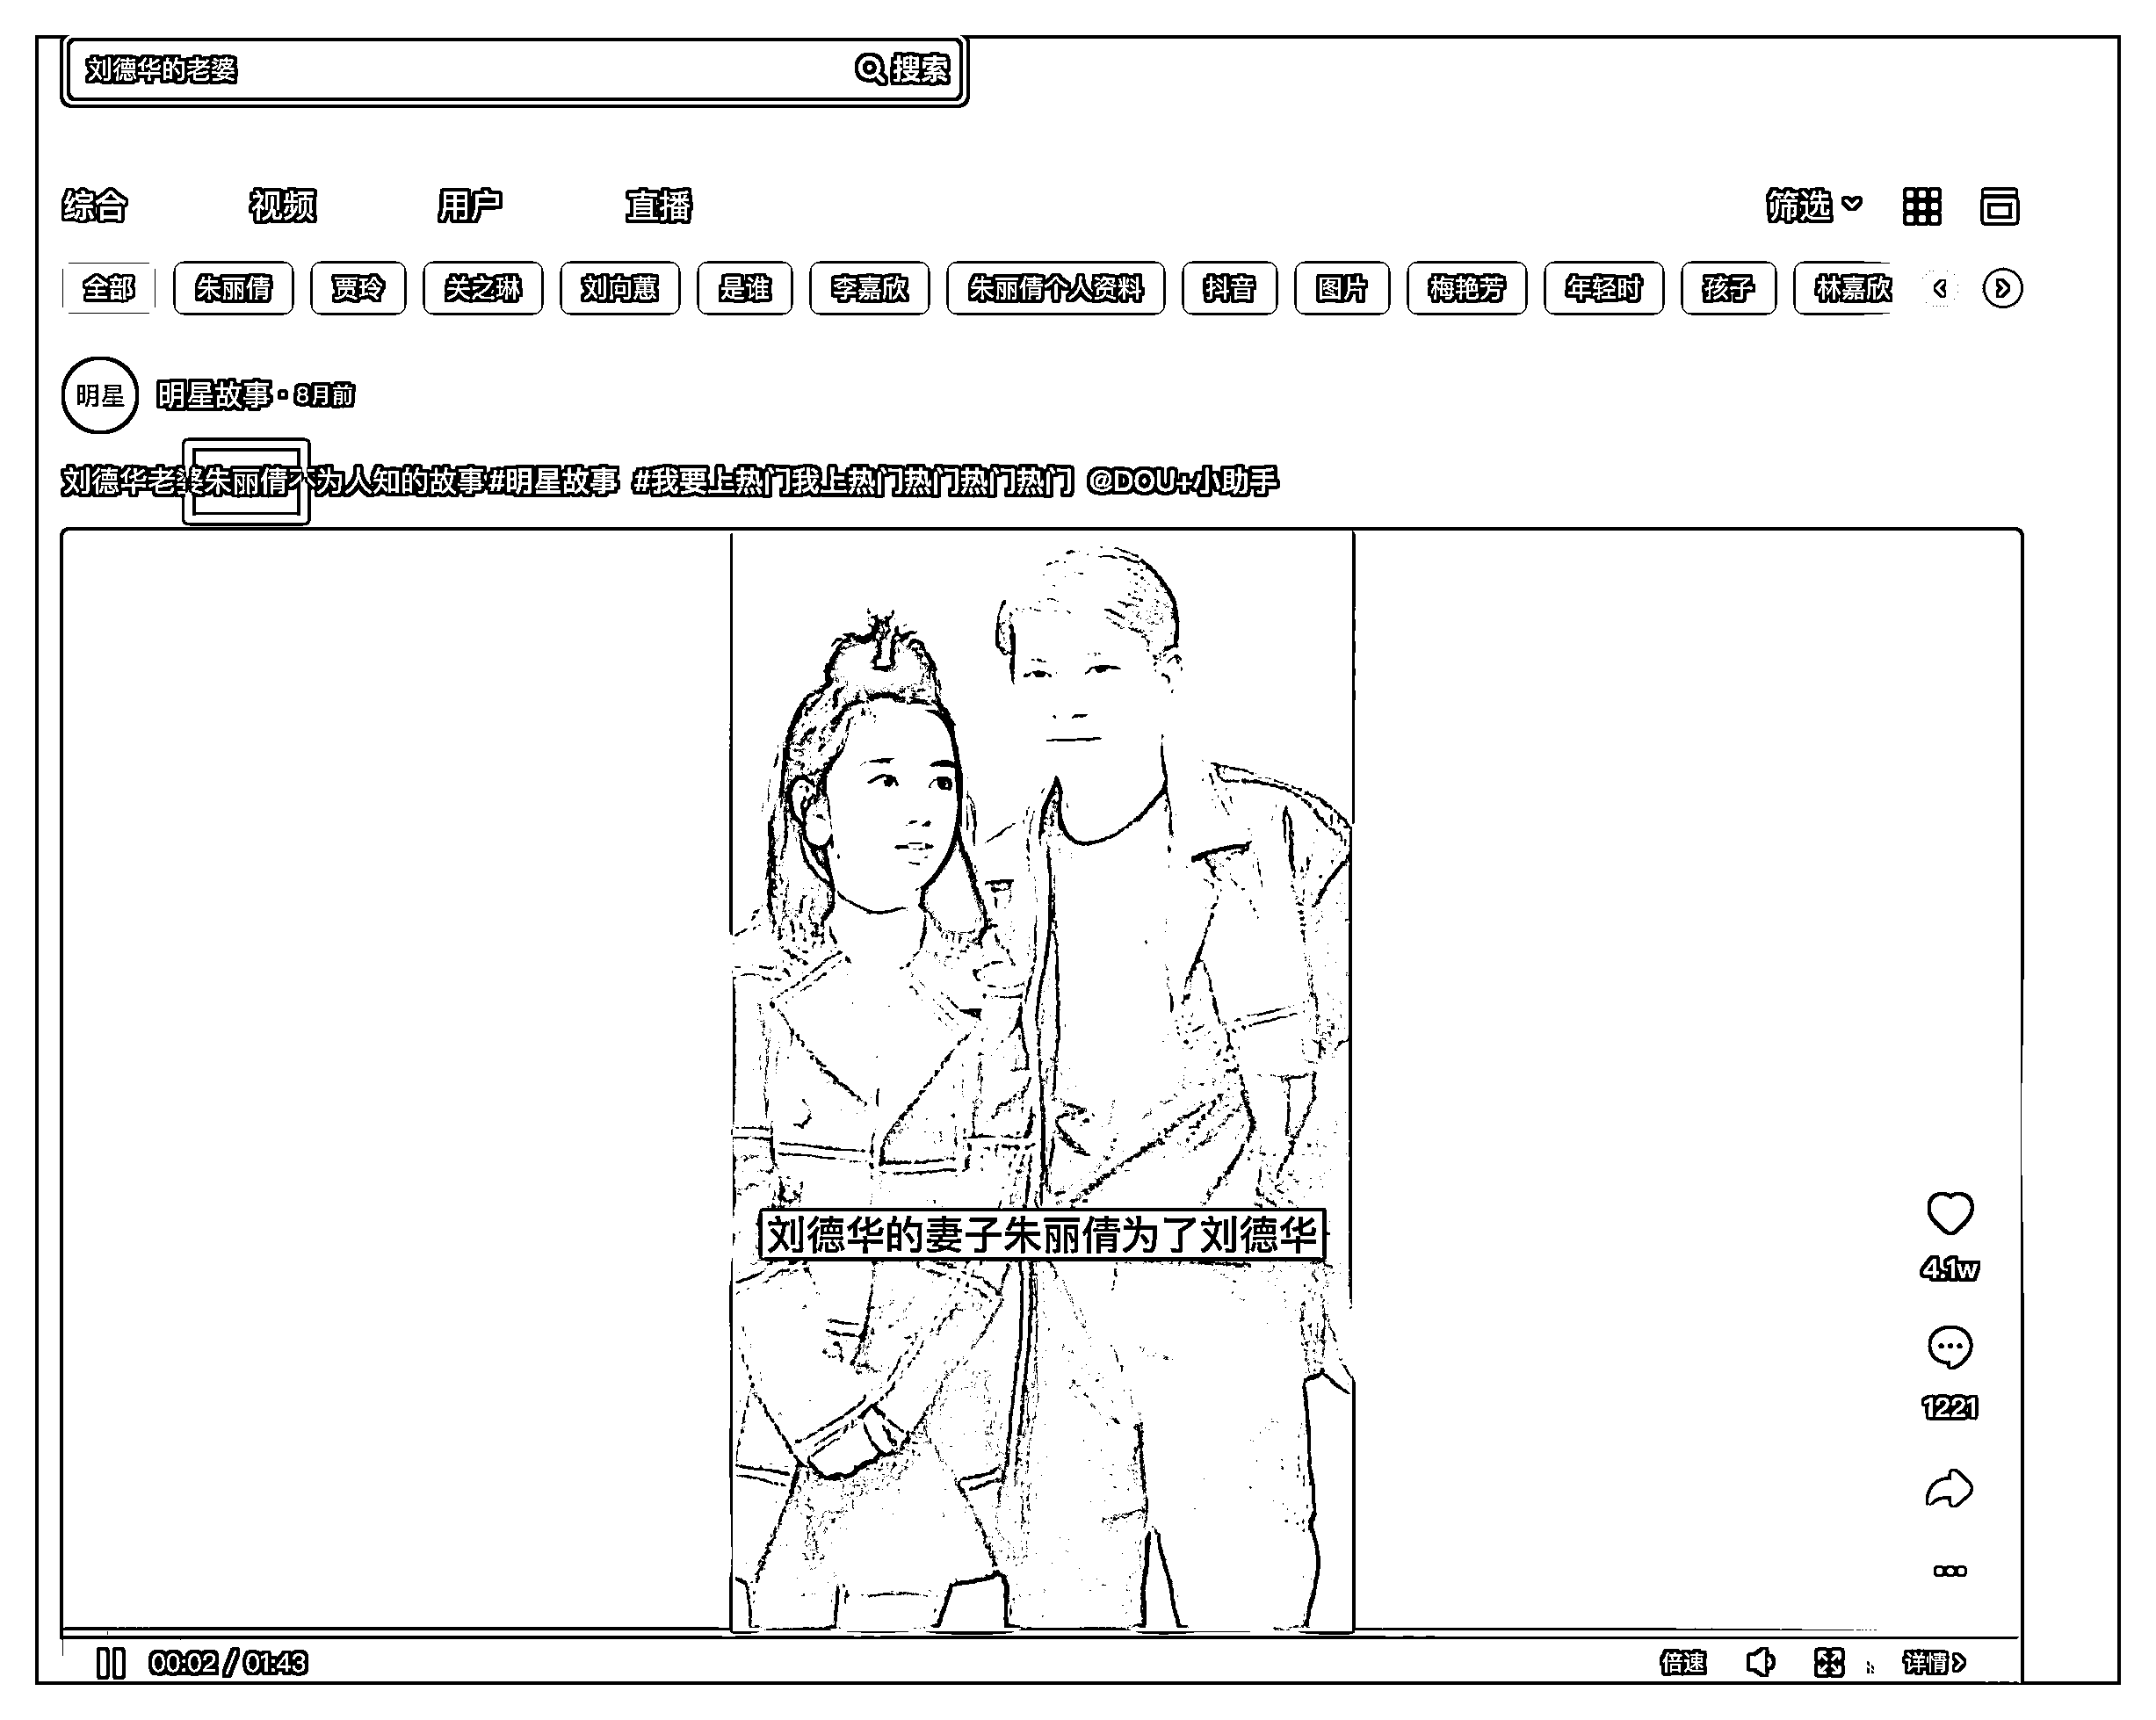 刘德华的老婆 搜索
综合 视频 用户 直播 筛选
全部 朱丽倩 贾玲 关之琳 刘向蕙 是谁 李嘉欣 朱丽倩个人资料 抖音 图片 梅艳芳 年轻时 孩子 林嘉欣
明星 明星故事 · 8月前
刘德华老婆朱丽倩不为人知的故事#明星故事 #我要上热门我上热门热门热门热门 @DOU+小助手
刘德华的妻子朱丽倩为了刘德华
4.1w
1221
00:02 / 01:43 倍速 详情